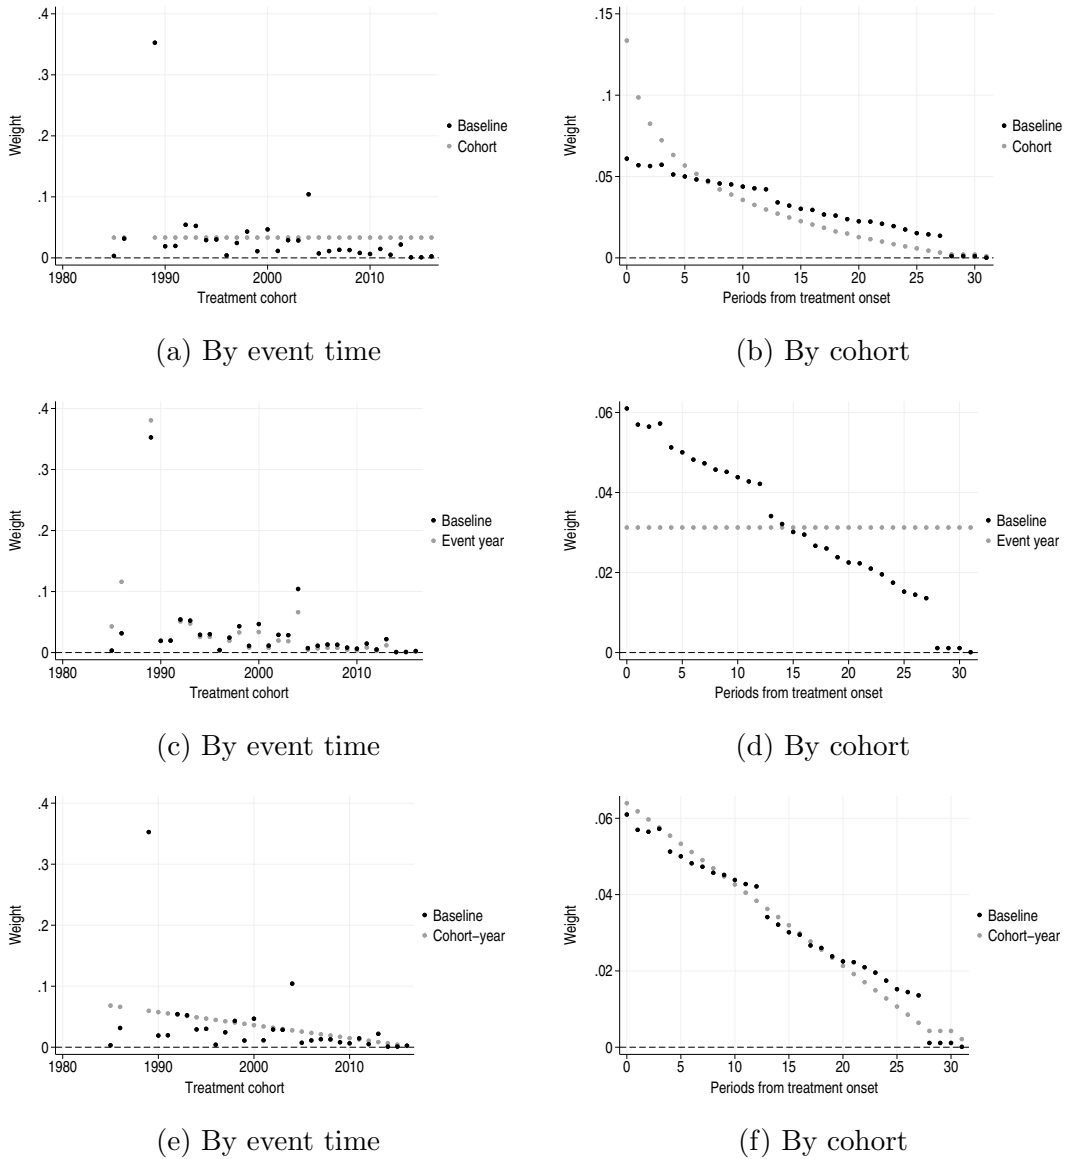 .4
.3
.2
.1
0
Weight
1980 1990 2000 2010
Treatment cohort
Baseline
Cohort
(a) By event time
.15
.1
.05
0
Weight
0 5 10 15 20 25 30
Periods from treatment onset
Baseline
Cohort
(b) By cohort
.4
.3
.2
.1
0
Weight
1980 1990 2000 2010
Treatment cohort
Baseline
Event year
(c) By event time
.06
.04
.02
0
Weight
0 5 10 15 20 25 30
Periods from treatment onset
Baseline
Event year
(d) By cohort
.4
.3
.2
.1
0
Weight
1980 1990 2000 2010
Treatment cohort
Baseline
Cohort−year
(e) By event time
.06
.04
.02
0
Weight
0 5 10 15 20 25 30
Periods from treatment onset
Baseline
Cohort−year
(f) By cohort